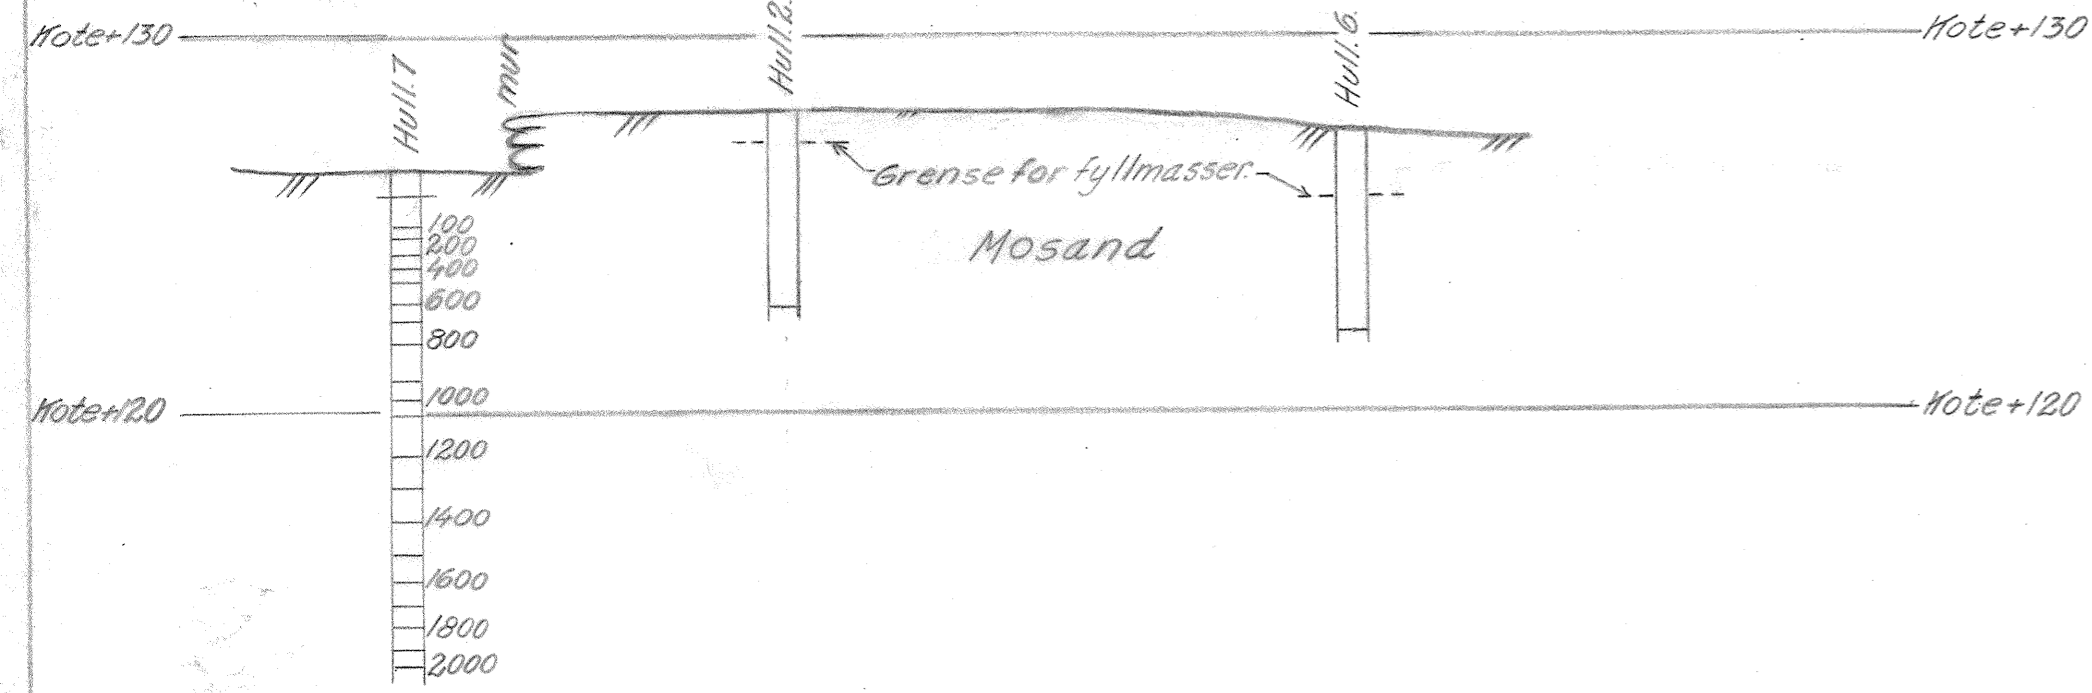 Kote+130
Kote+130
Hull.7
mur
Hull.2.
Hull.6.
Grense for fyllmasser.
Mosand
100
200
400
600
800
1000
Kote+120
Kote+120
1200
1400
1600
1800
2000